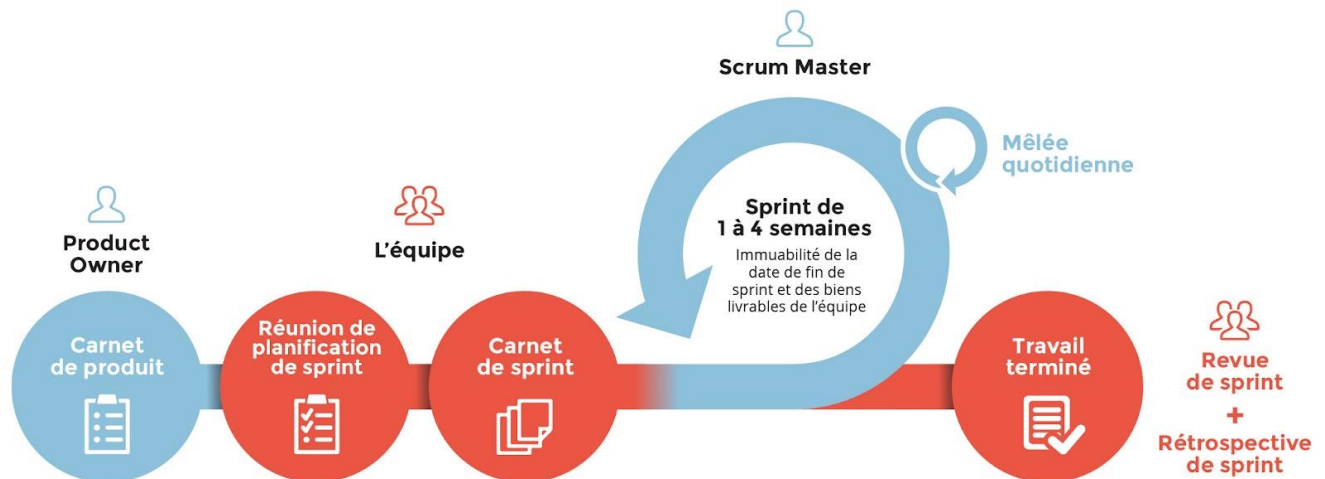 Scrum Master
Mêlée
quotidienne
Sprint de
1 à 4 semaines
Immuabilité de la
date de fin de
sprint et des biens
livrables de l'équipe
Product
Owner
L'équipe
Carnet
de produit
Réunion de
planification
de sprint
Carnet
de sprint
Travail
terminé
Revue
de sprint
+
Rétrospective
de sprint